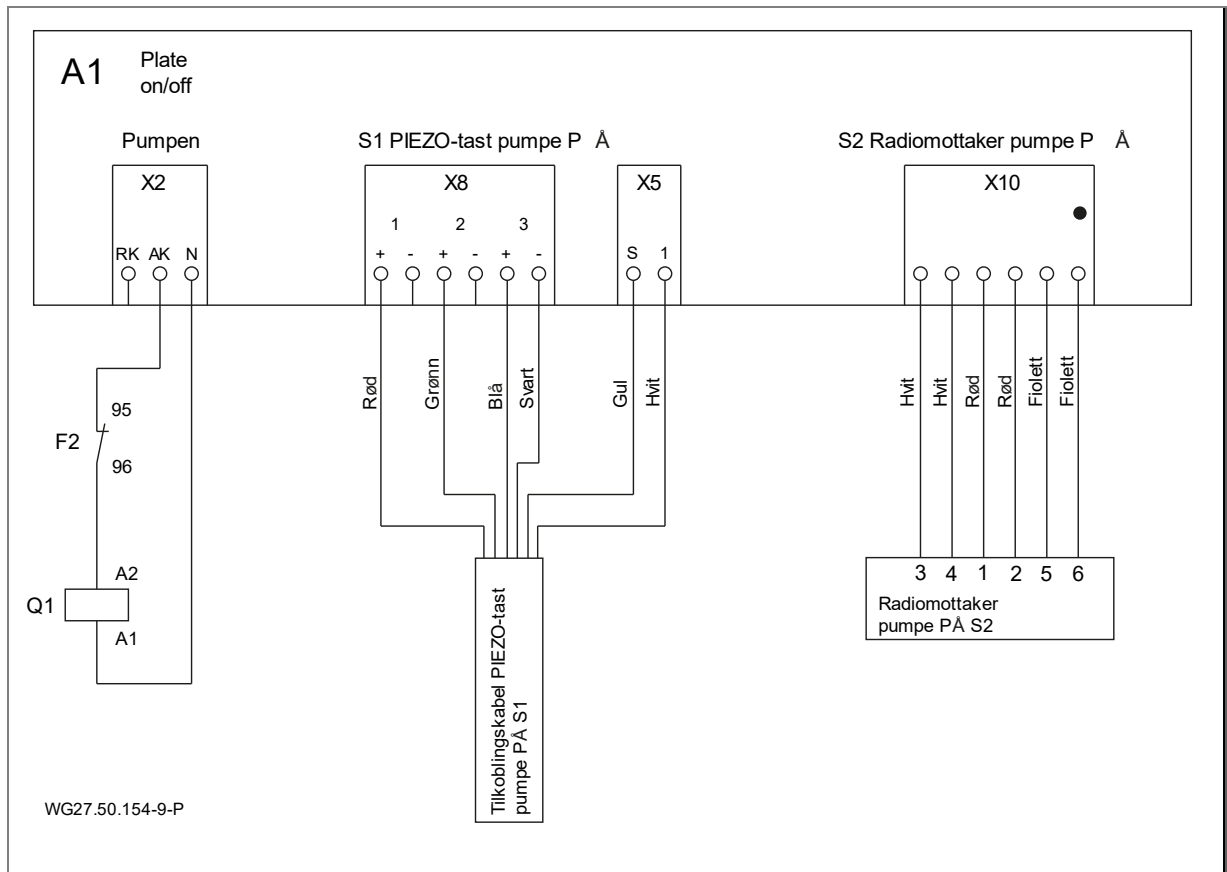 A1
Plate
on/off
Pumpen
S1 PIEZO-tast pumpe P Å
S2 Radiomottaker pumpe P Å
X2
X8
X5
X10
1 2 3
RK AK N
+ - + - + -
S 1
Rød
Grønn
Blå
Svart
Gul
Hvit
Hvit
Hvit
Rød
Rød
Fiolett
Fiolett
95
F2
96
A2
Q1
A1
3 4 1 2 5 6
Radiomottaker
pumpe PÅ S2
Tilkoblingskabel PIEZO-tast
pumpe PÅ S1
WG27.50.154-9-P